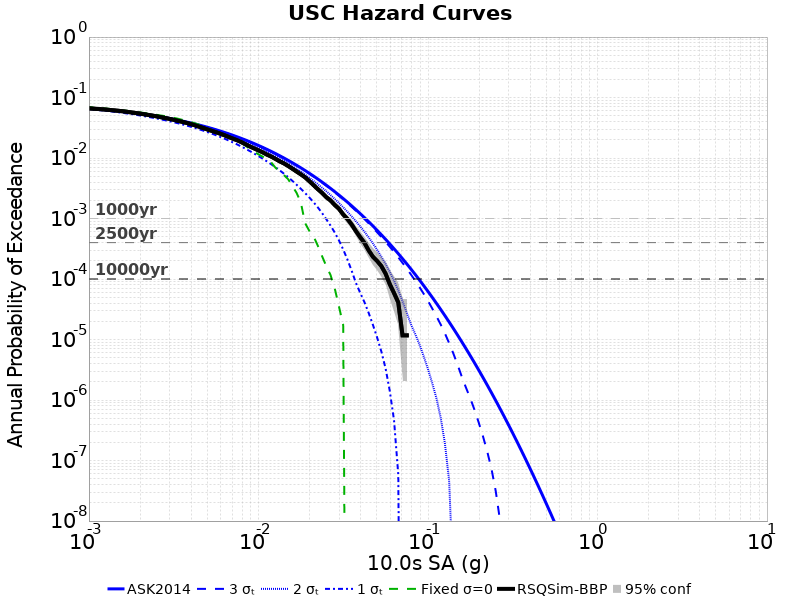 USC Hazard Curves
Annual Probability of Exceedance
10⁰
10⁻¹
10⁻²
10⁻³
10⁻⁴
10⁻⁵
10⁻⁶
10⁻⁷
10⁻⁸
1000yr
2500yr
10000yr
10⁻³ 10⁻² 10⁻¹ 10⁰ 10¹
10.0s SA (g)
ASK2014 3 σₜ 2 σₜ 1 σₜ Fixed σ=0 RSQSim-BBP 95% conf